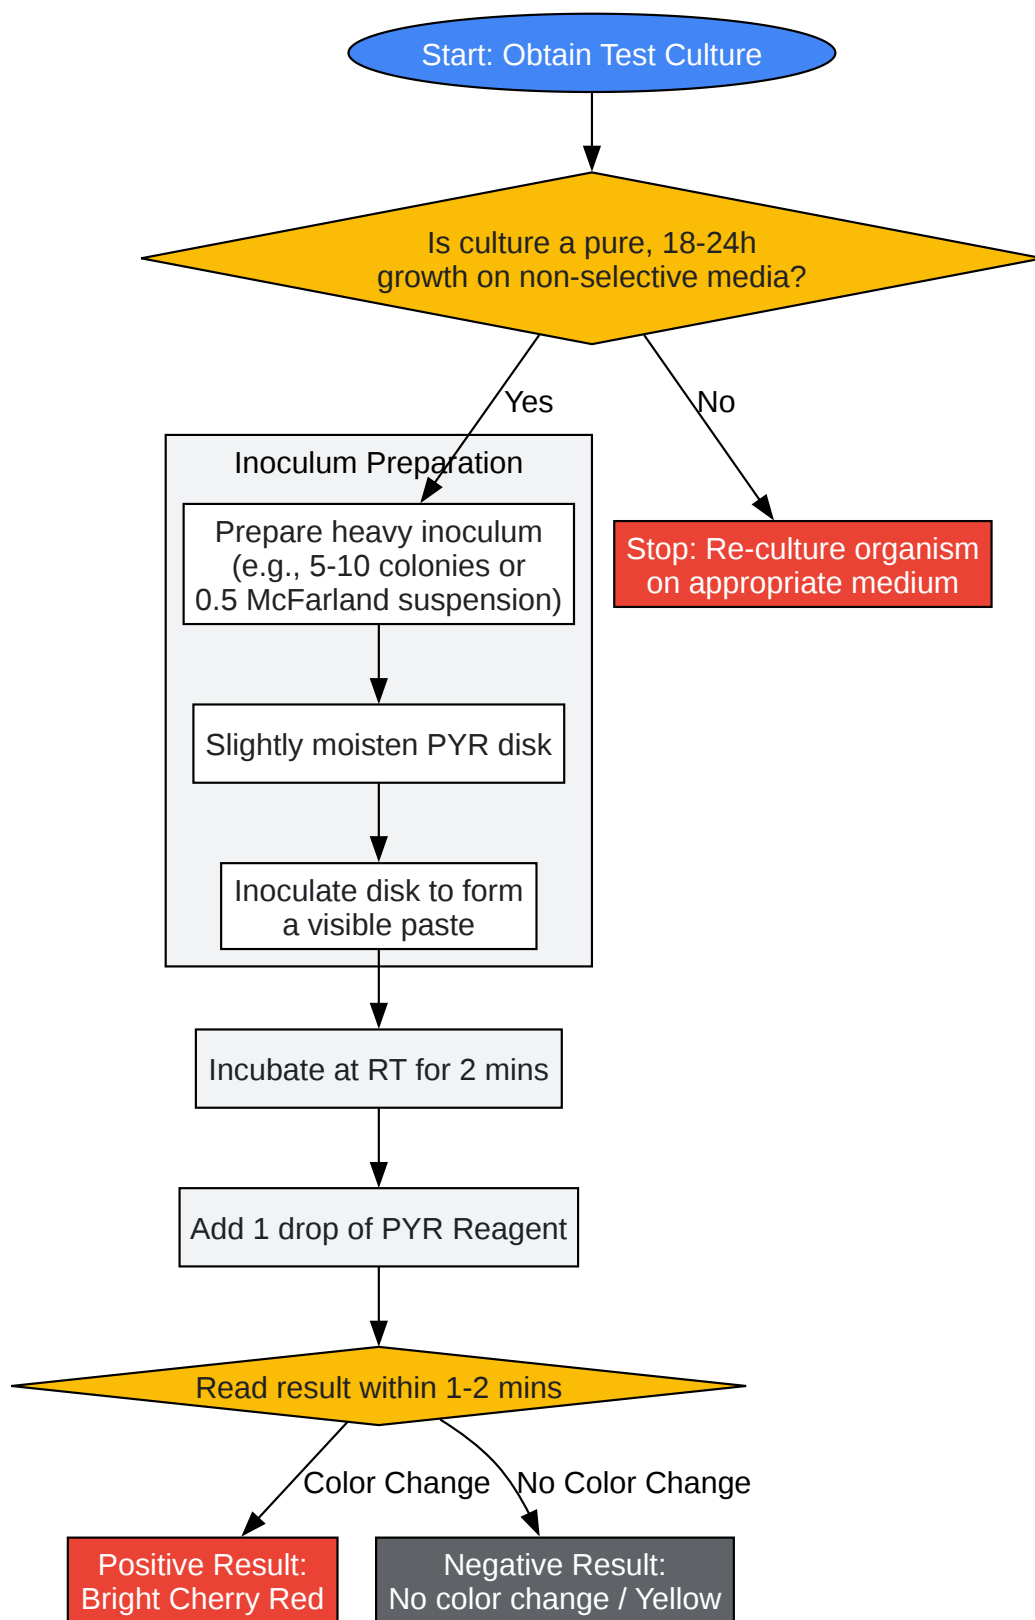 Start: Obtain Test Culture
Is culture a pure, 18-24h
growth on non-selective media?
Yes
No
Inoculum Preparation
Prepare heavy inoculum
(e.g., 5-10 colonies or
0.5 McFarland suspension)
Stop: Re-culture organism
on appropriate medium
Slightly moisten PYR disk
Inoculate disk to form
a visible paste
Incubate at RT for 2 mins
Add 1 drop of PYR Reagent
Read result within 1-2 mins
Color Change
No Color Change
Positive Result:
Bright Cherry Red
Negative Result:
No color change / Yellow